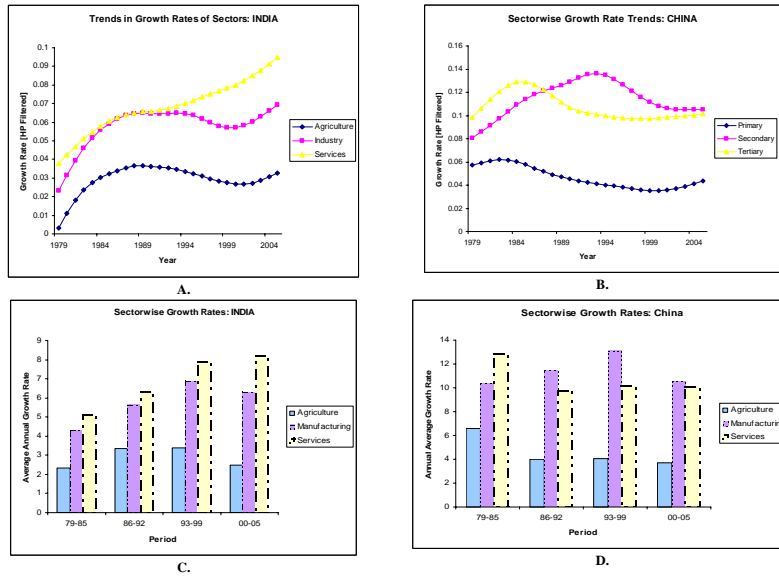 Trends in Growth Rates of Sectors: INDIA
Growth Rate [HP Filtered]
0.1
0.09
0.08
0.07
0.06
0.05
0.04
0.03
0.02
0.01
0
1979 1984 1989 1994 1999 2004
Year
Agriculture
Industry
Services
A.
Sectorwise Growth Rate Trends: CHINA
Growth Rate [HP Filtered]
0.16
0.14
0.12
0.1
0.08
0.06
0.04
0.02
0
1979 1984 1989 1994 1999 2004
Year
Primary
Secondary
Tertiary
B.
Sectorwise Growth Rates: INDIA
Average Annual Growth Rate
9
8
7
6
5
4
3
2
1
0
79-85 86-92 93-99 00-05
Period
Agriculture
Manufacturing
Services
C.
Sectorwise Growth Rates: China
Annual Average Growth Rate
14
12
10
8
6
4
2
0
79-85 86-92 93-99 00-05
Period
Agriculture
Manufacturing
Services
D.